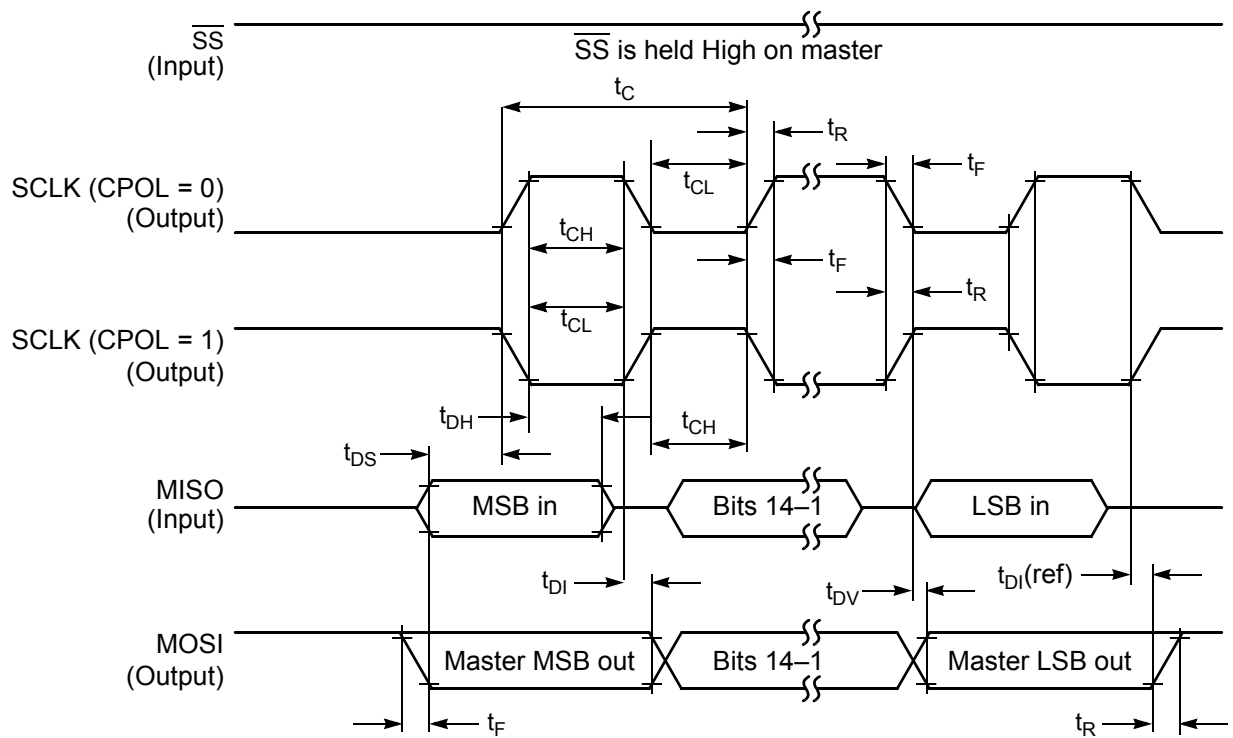 SS
(Input)
SS is held High on master
tC
tR
tF
SCLK (CPOL = 0)
(Output)
tCL
tCH
tF
tR
tCL
SCLK (CPOL = 1)
(Output)
tDH
tCH
tDS
MISO
(Input)
MSB in
Bits 14–1
LSB in
tDI
tDV
tDI(ref)
MOSI
(Output)
Master MSB out
Bits 14–1
Master LSB out
tF
tR